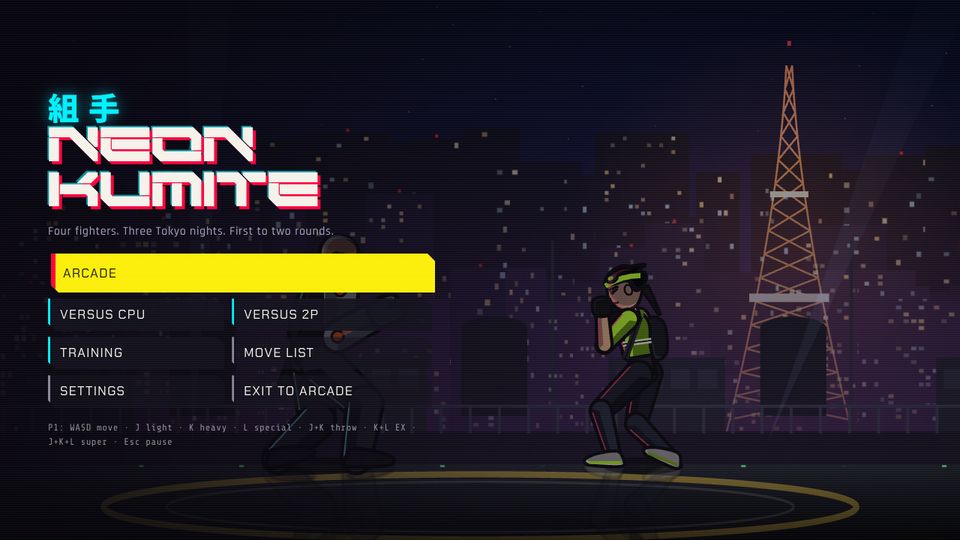 組手
NEON
KUMITE
Four fighters. Three Tokyo nights. First to two rounds.
ARCADE
VERSUS CPU
VERSUS 2P
TRAINING
MOVE LIST
SETTINGS
EXIT TO ARCADE
P1: WASD move · J light · K heavy · L special · J+K throw · K+L EX ·
J+K+L super · Esc pause